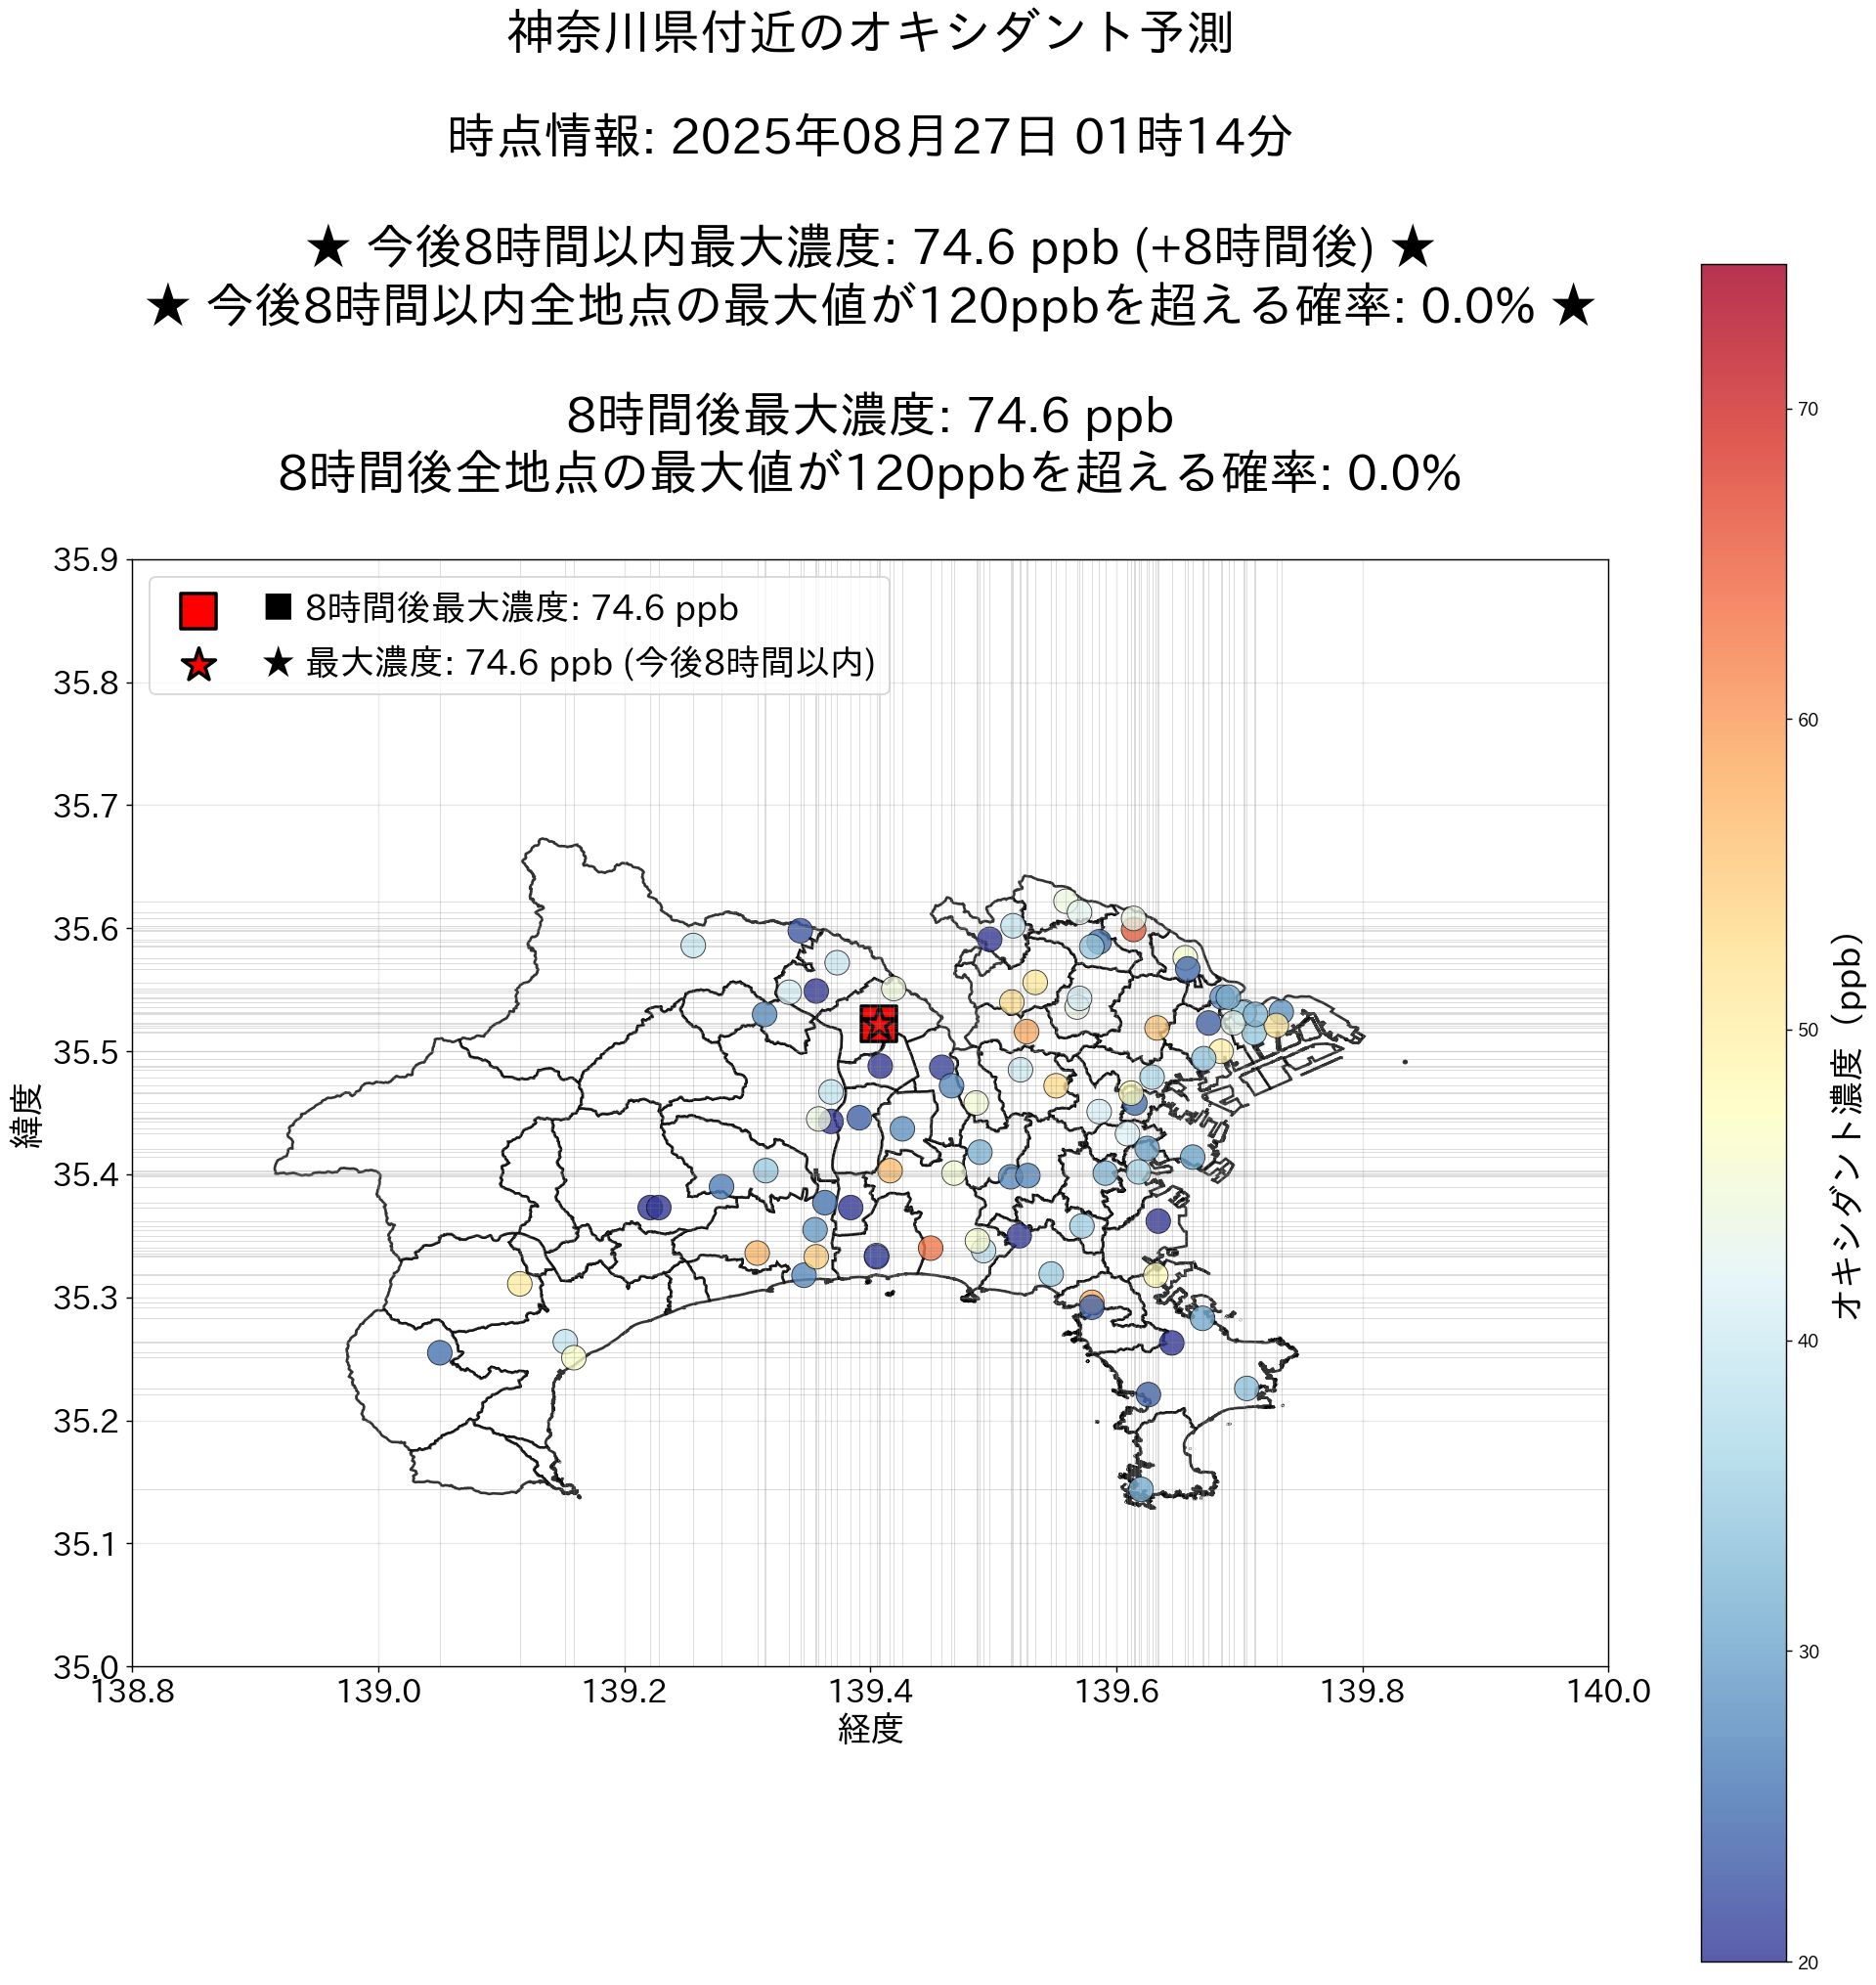 神奈川県付近のオキシダント予測
時点情報: 2025年08月27日 01時14分
★ 今後8時間以内最大濃度: 74.6 ppb (+8時間後) ★
★ 今後8時間以内全地点の最大値が120ppbを超える確率: 0.0% ★
8時間後最大濃度: 74.6 ppb
8時間後全地点の最大値が120ppbを超える確率: 0.0%
■ 8時間後最大濃度: 74.6 ppb
★ 最大濃度: 74.6 ppb (今後8時間以内)
35.9
35.8
35.7
35.6
35.5
35.4
35.3
35.2
35.1
35.0
緯度
138.8
139.0
139.2
139.4
139.6
139.8
140.0
経度
70
60
50
40
30
20
オキシダント濃度（ppb）